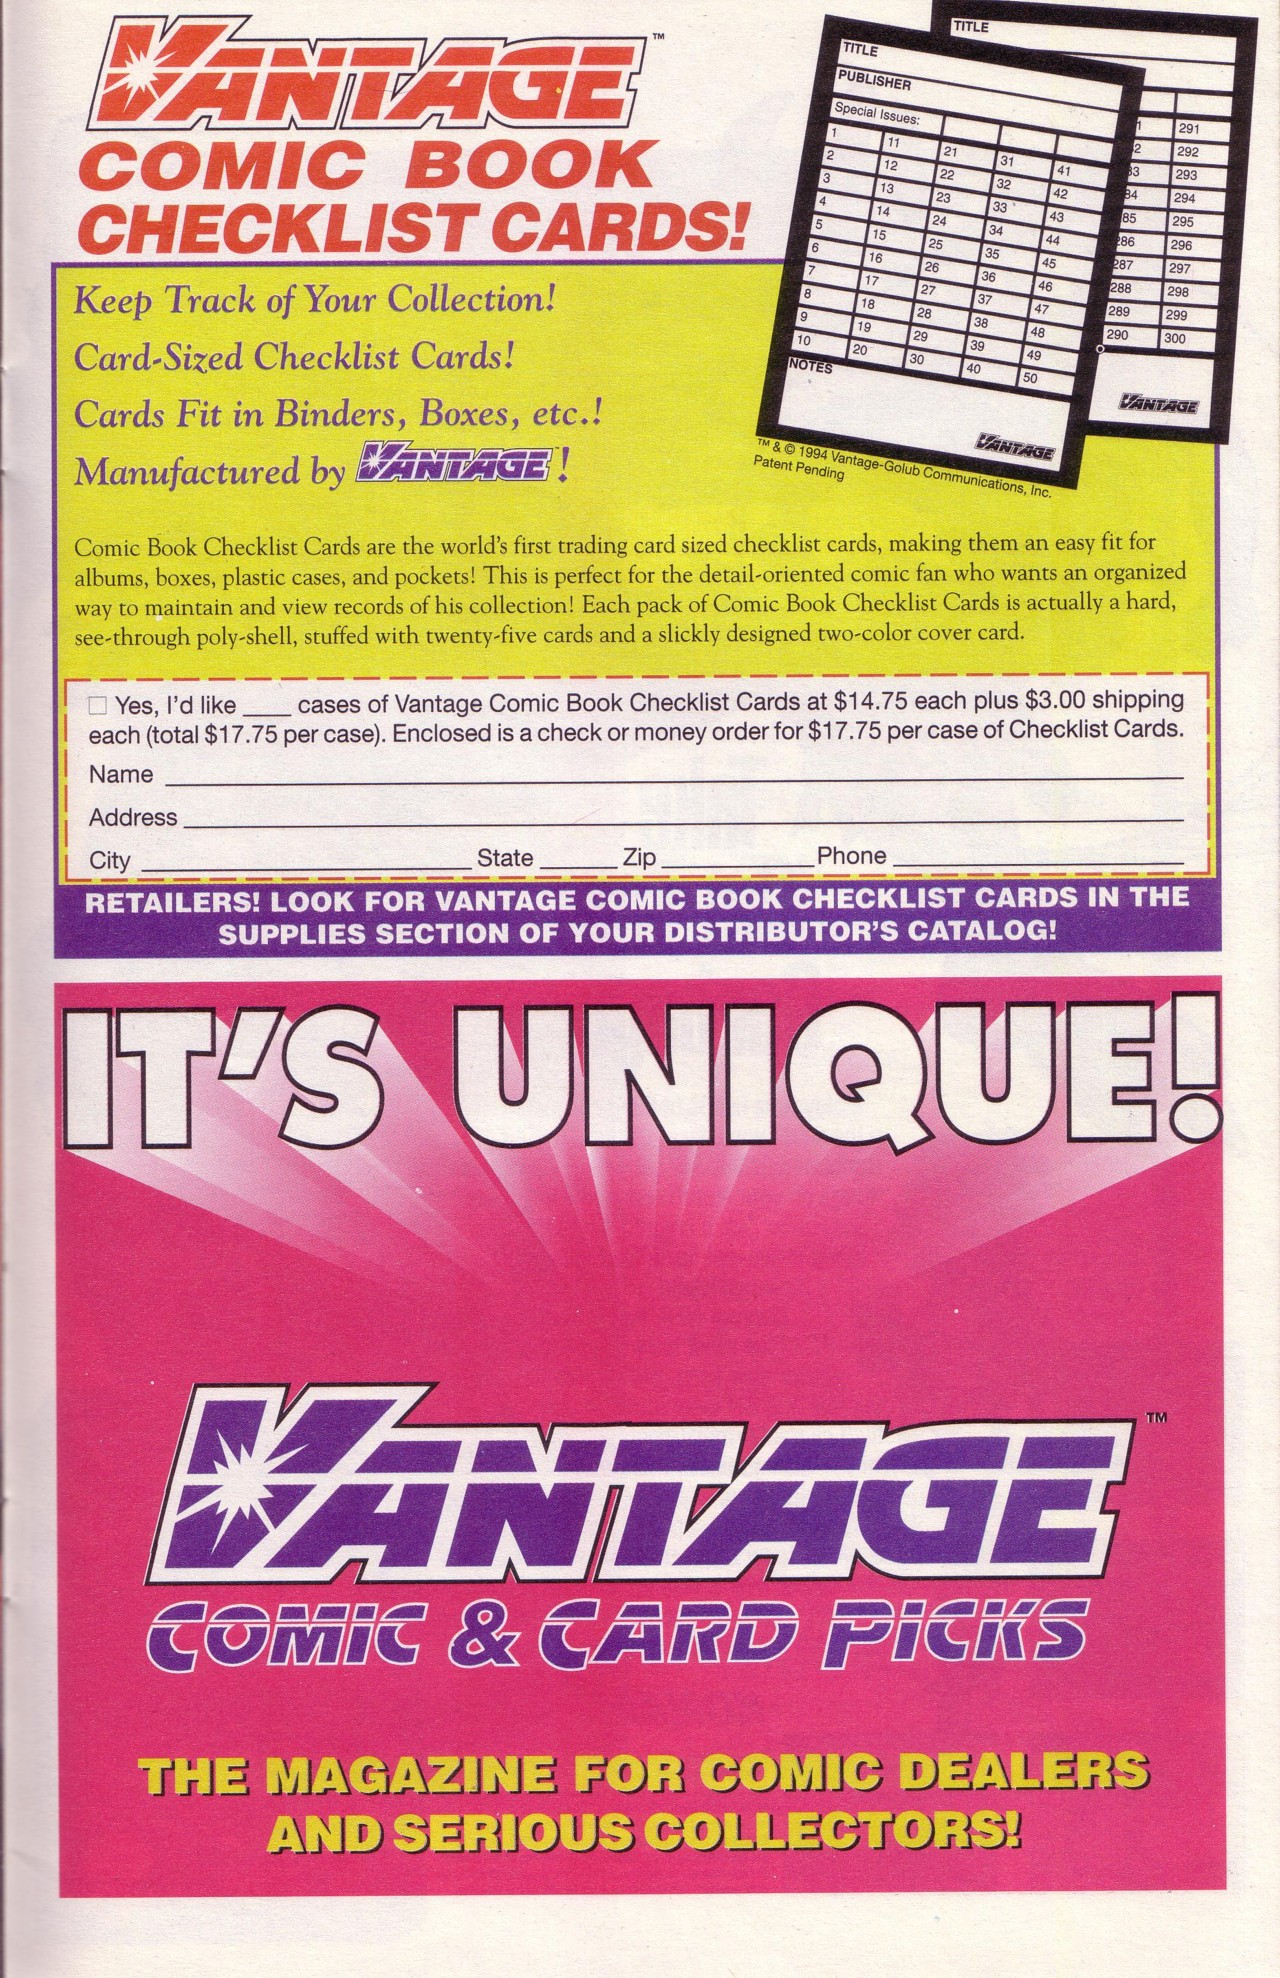 VANTAGE™
COMIC BOOK
CHECKLIST CARDS!
TITLE
PUBLISHER
Special Issues:
1 11 21 31 41
2 12 22 32 42
3 13 23 33 43
4 14 24 34 44
5 15 25 35 45
6 16 26 36 46
7 17 27 37 47
8 18 28 38 48
9 19 29 39 49
10 20 30 40 50
NOTES
VANTAGE
TITLE
1 291
2 292
83 293
84 294
85 295
286 296
287 297
288 298
289 299
290 300
VANTAGE
™ & © 1994 Vantage-Golub Communications, Inc.
Patent Pending
Keep Track of Your Collection!
Card-Sized Checklist Cards!
Cards Fit in Binders, Boxes, etc.!
Manufactured by VANTAGE™!
Comic Book Checklist Cards are the world's first trading card sized checklist cards, making them an easy fit for
albums, boxes, plastic cases, and pockets! This is perfect for the detail-oriented comic fan who wants an organized
way to maintain and view records of his collection! Each pack of Comic Book Checklist Cards is actually a hard,
see-through poly-shell, stuffed with twenty-five cards and a slickly designed two-color cover card.
☐ Yes, I'd like ____ cases of Vantage Comic Book Checklist Cards at $14.75 each plus $3.00 shipping
each (total $17.75 per case). Enclosed is a check or money order for $17.75 per case of Checklist Cards.
Name
Address
City State Zip Phone
RETAILERS! LOOK FOR VANTAGE COMIC BOOK CHECKLIST CARDS IN THE
SUPPLIES SECTION OF YOUR DISTRIBUTOR'S CATALOG!
IT'S UNIQUE!
VANTAGE™
COMIC & CARD PICKS
THE MAGAZINE FOR COMIC DEALERS
AND SERIOUS COLLECTORS!